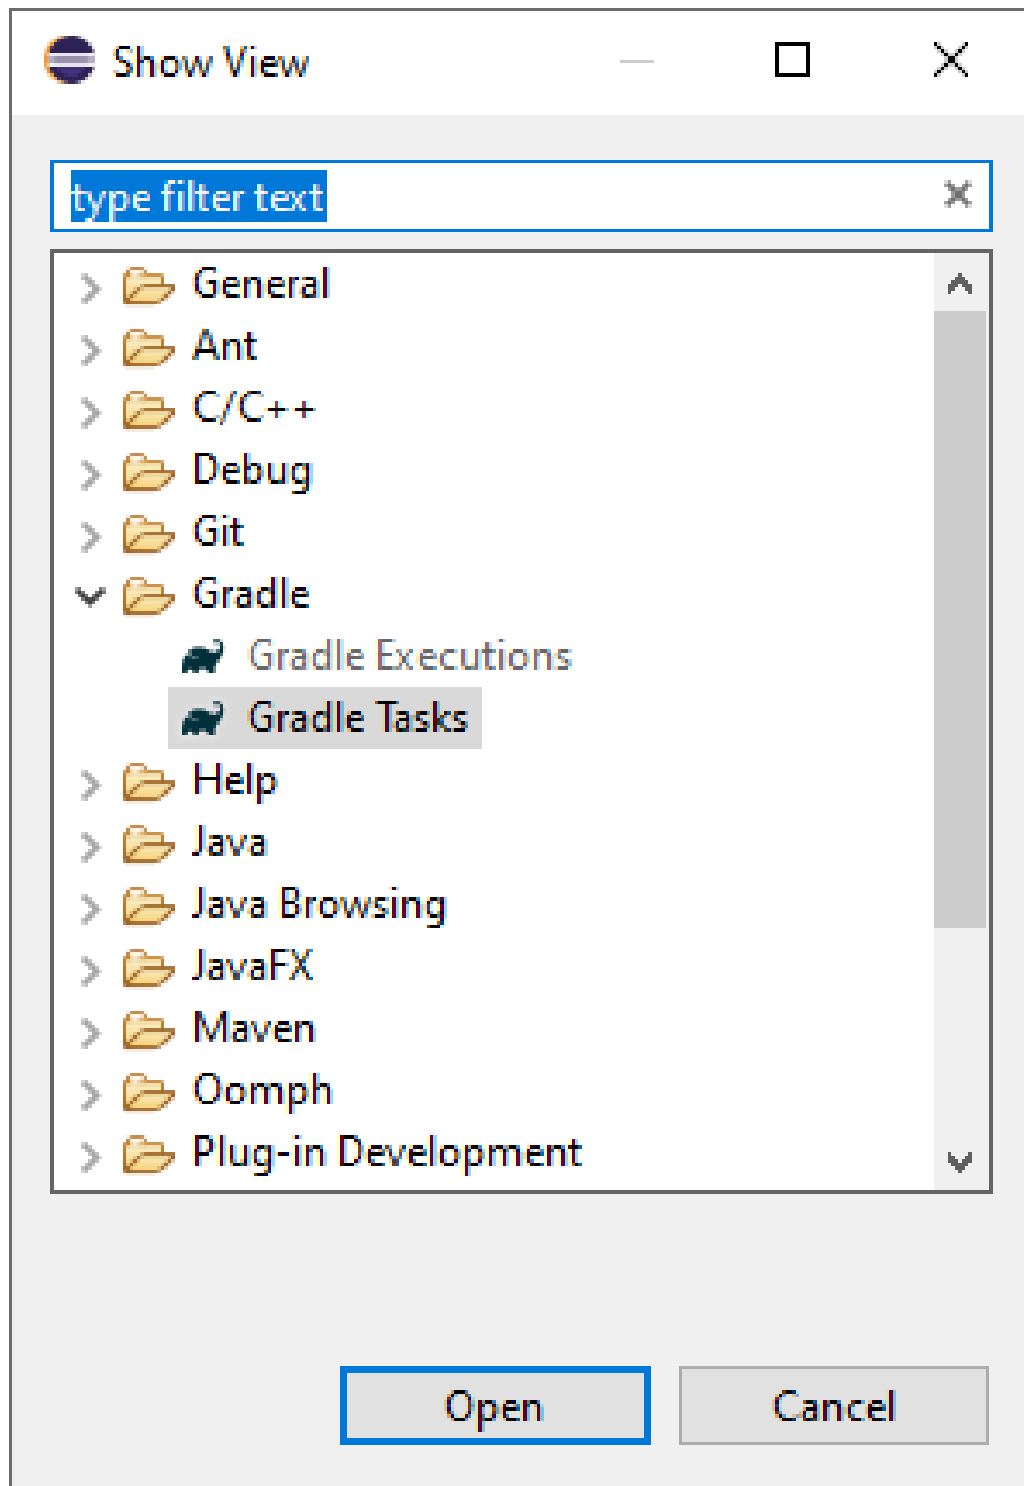 Show View
type filter text
General
Ant
C/C++
Debug
Git
Gradle
Gradle Executions
Gradle Tasks
Help
Java
Java Browsing
JavaFX
Maven
Oomph
Plug-in Development
Open Cancel